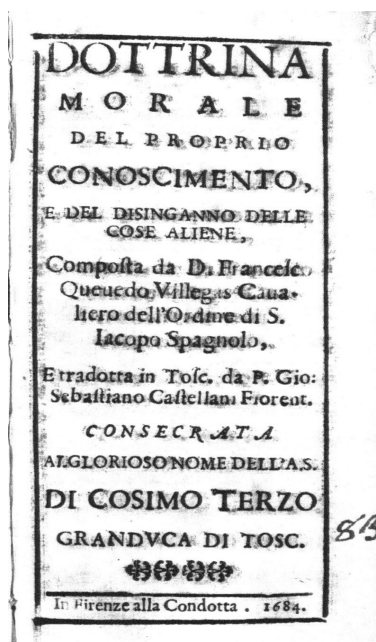 DOTTRINA
MORALE
DEL PROPRIO
CONOSCIMENTO,
E DEL DISINGANNO DELLE
COSE ALIENE,
Composta da D. Francesc.
Queuedo Villegas Caua-
liero dell'Ordine di S.
Iacopo Spagnolo,
E tradotta in Tosc. da P. Gio:
Sebastiano Castellani Fiorent.
CONSECRATA
AL GLORIOSO NOME DELL'A.S.
DI COSIMO TERZO
GRANDVCA DI TOSC.
In Firenze alla Condotta. 1684.